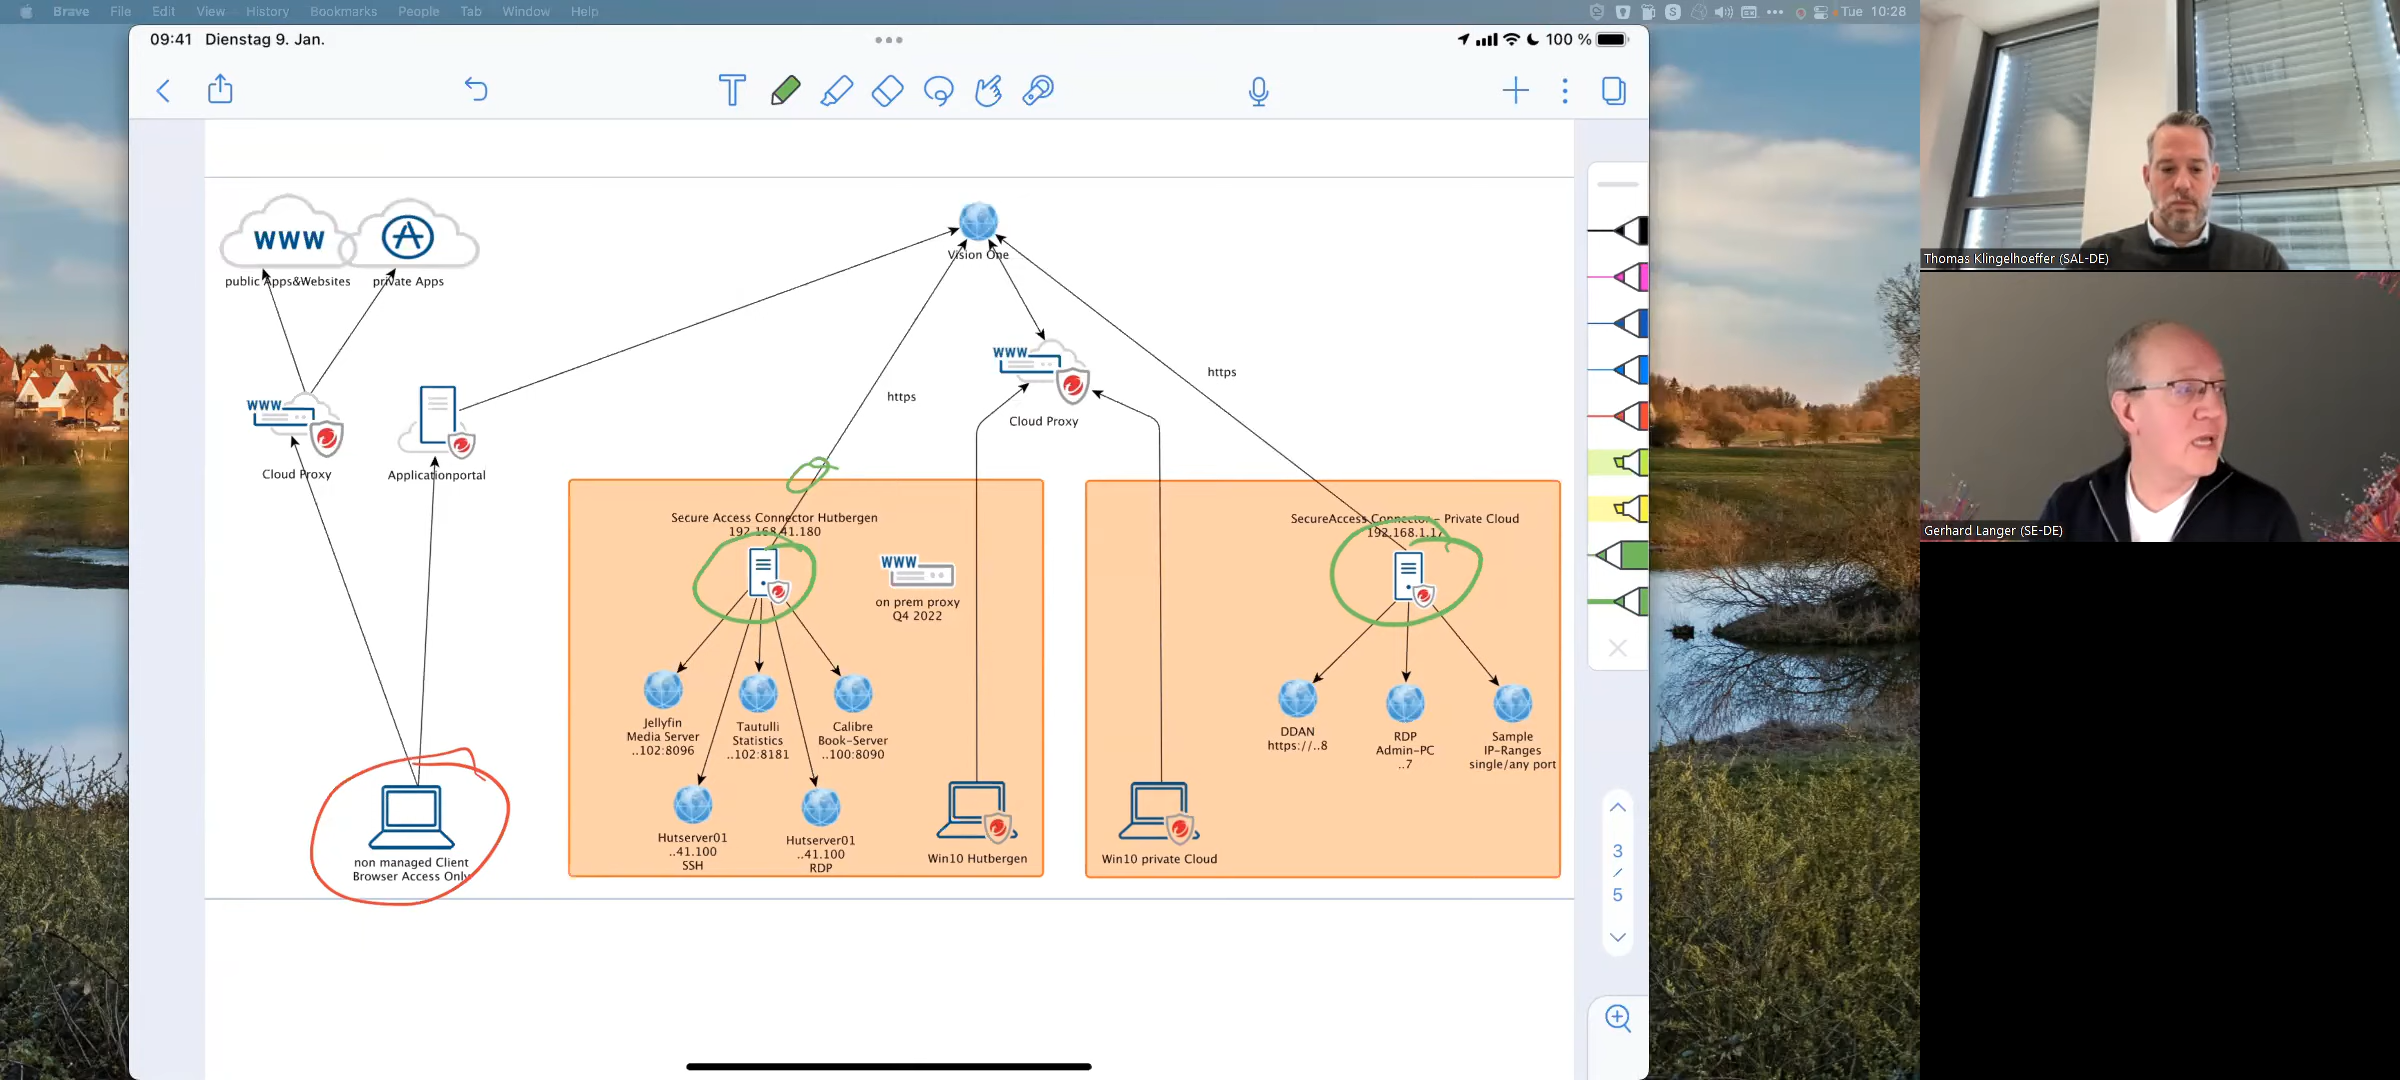 Brave File Edit View History Bookmarks People Tab Window Help
Tue 10:28
09:41 Dienstag 9. Jan.
100 %
www
public Apps&Websites
private Apps
Vision One
https
https
www
Cloud Proxy
www
Cloud Proxy
Applicationportal
Secure Access Connector Hutbergen
192.168.41.180
www
on prem proxy
Q4 2022
Jellyfin
Media Server
..102:8096
Tautulli
Statistics
..102:8181
Calibre
Book-Server
..100:8090
Hutserver01
..41.100
SSH
Hutserver01
..41.100
RDP
Win10 Hutbergen
SecureAccess Connector - Private Cloud
192.168.1.17
DDAN
https://..8
RDP
Admin-PC
..7
Sample
IP-Ranges
single/any port
Win10 private Cloud
non managed Client
Browser Access Only
3
/
5
Thomas Klingelhoeffer (SAL-DE)
Gerhard Langer (SE-DE)